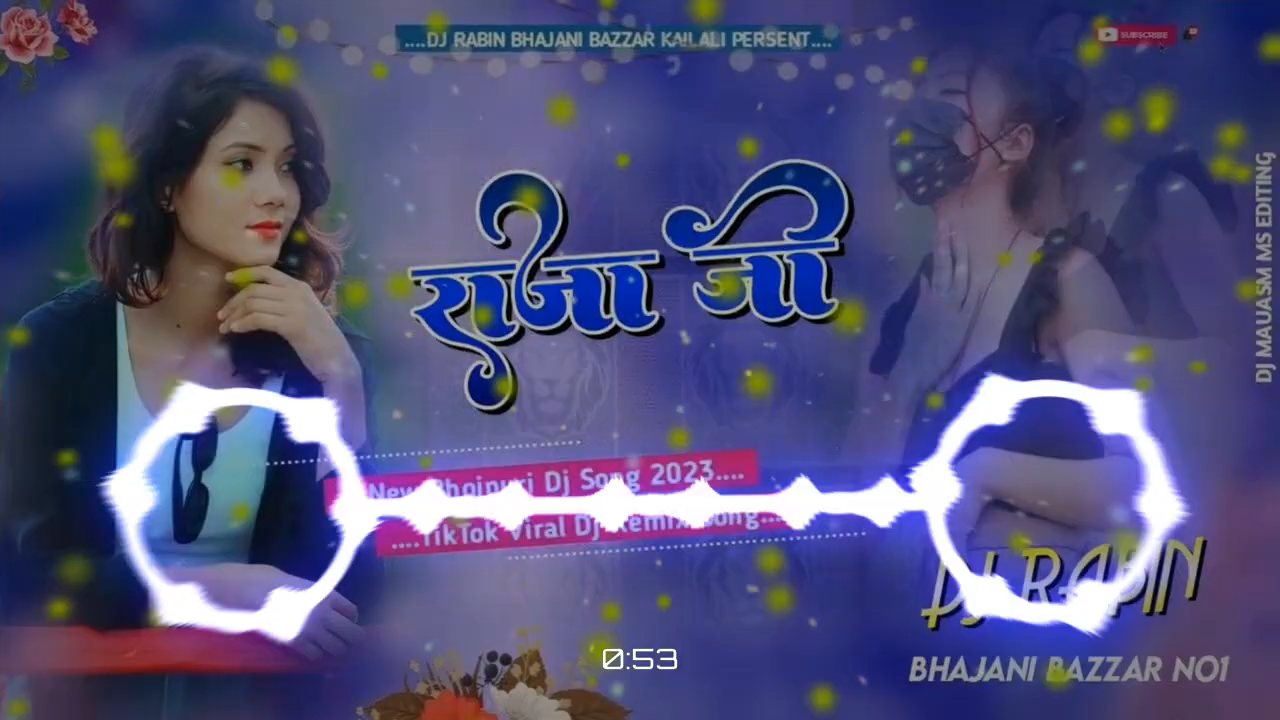 ....DJ RABIN BHAJANI BAZZAR KAILALI PERSENT....
SUBSCRIBE
राजा जी
New Bhojpuri Dj Song 2023....
....TikTok Viral Dj Remix Song....
DJ RABIN
BHAJANI BAZZAR NO1
DJ MAUASM MS EDITING
0:53